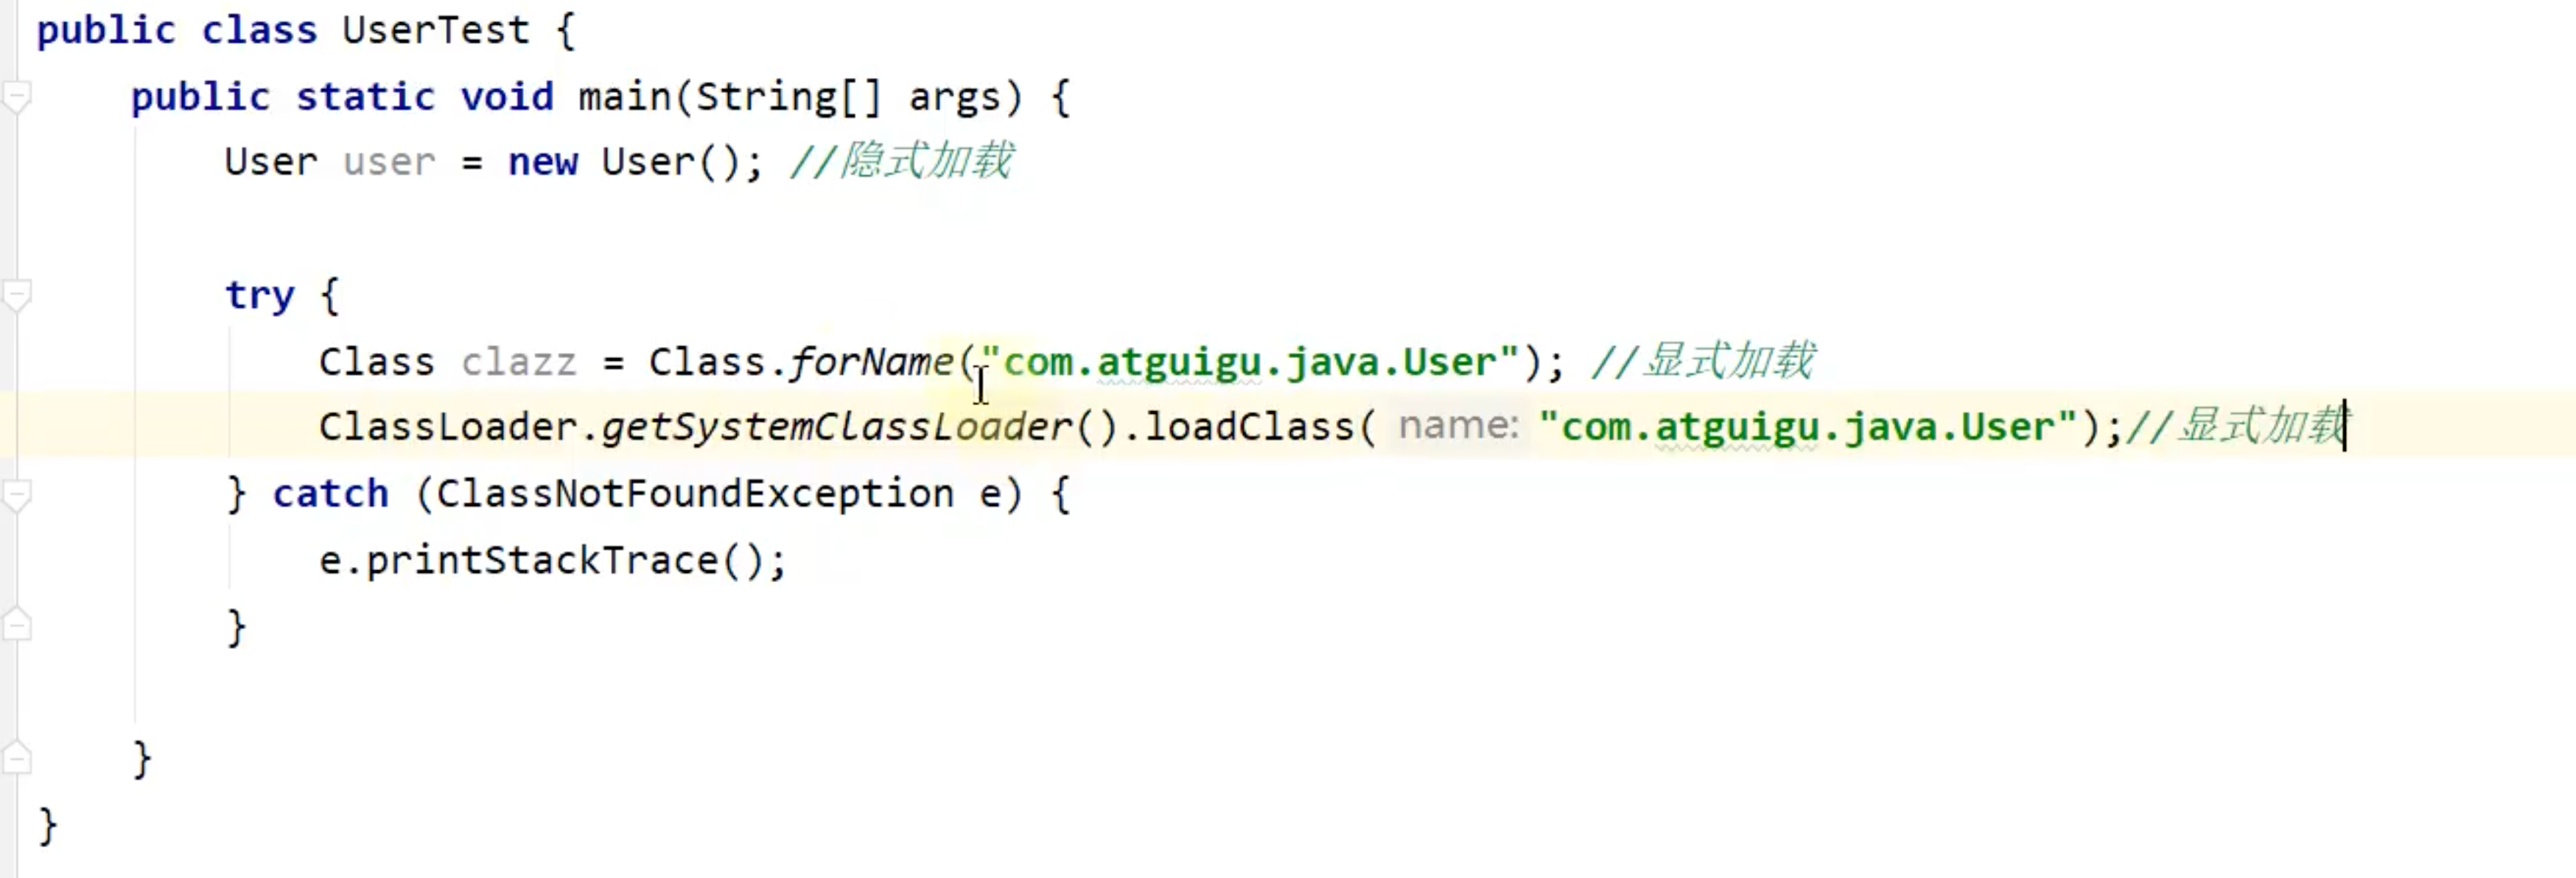 public class UserTest {
public static void main(String[] args) {
User user = new User(); //隐式加载
try {
Class clazz = Class.forName("com.atguigu.java.User"); //显式加载
ClassLoader.getSystemClassLoader().loadClass( name: "com.atguigu.java.User");//显式加载
} catch (ClassNotFoundException e) {
e.printStackTrace();
}
}
}